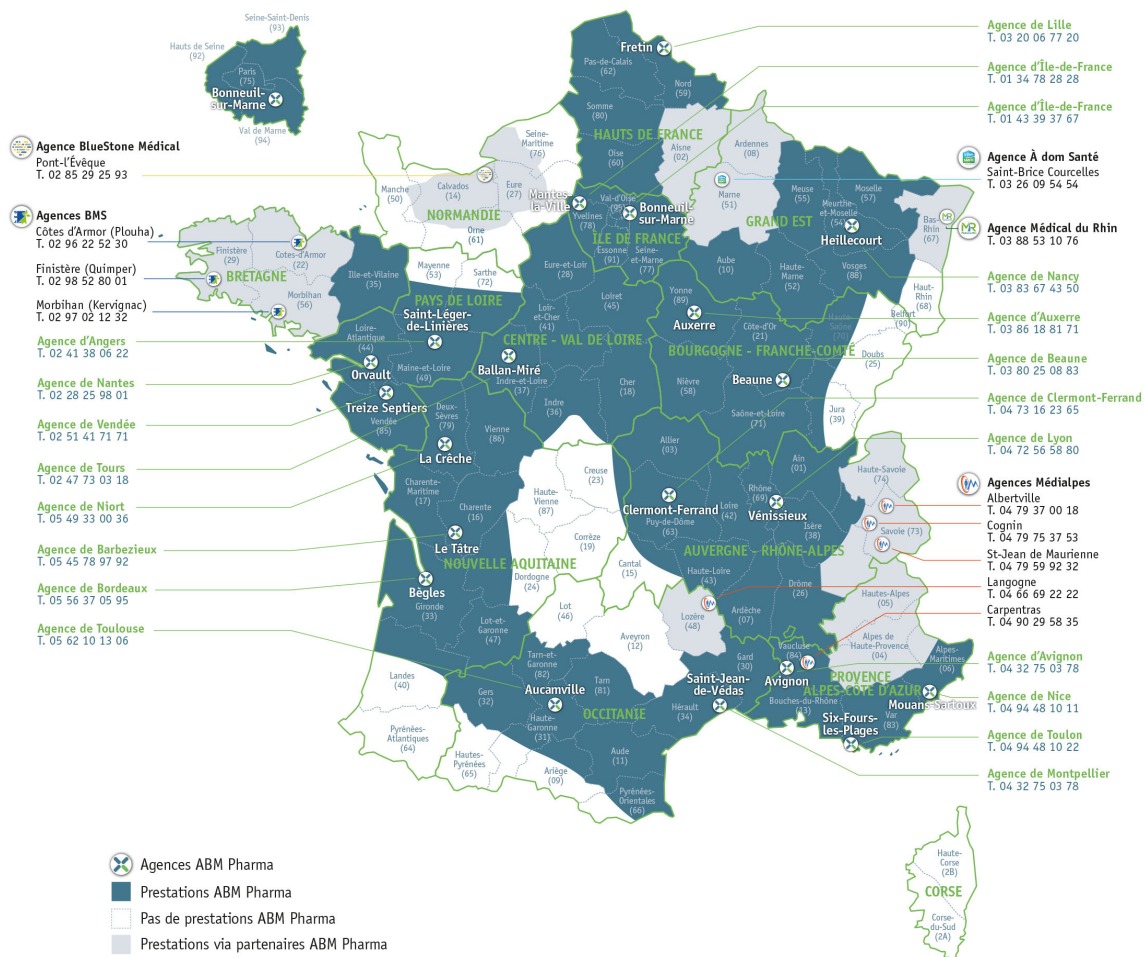 Seine-Saint-Denis
(93)
Hauts de Seine
(92)
Paris
(75)
Bonneuil-
sur-Marne
Val de Marne
(94)
Agence BlueStone Médical
Pont-l'Évêque
T. 02 85 29 25 93
Agences BMS
Côtes d'Armor (Plouha)
T. 02 96 22 52 30
Finistère (Quimper)
T. 02 98 52 80 01
Morbihan (Kervignac)
T. 02 97 02 12 32
Agence d'Angers
T. 02 41 38 06 22
Agence de Nantes
T. 02 28 25 98 01
Agence de Vendée
T. 02 51 41 71 71
Agence de Tours
T. 02 47 73 03 18
Agence de Niort
T. 05 49 33 00 36
Agence de Barbezieux
T. 05 45 78 97 92
Agence de Bordeaux
T. 05 56 37 05 95
Agence de Toulouse
T. 05 62 10 13 06
Fretin
Pas-de-Calais
(62)
Nord
(59)
Somme
(80)
HAUTS DE FRANCE
Oise
(60)
Aisne
(02)
Ardennes
(08)
Marne
(51)
GRAND EST
Meuse
(55)
Moselle
(57)
Meurthe-
et-Moselle
(54)
Heillecourt
Bas-
Rhin
(67)
Haut-
Rhin
(68)
Vosges
(88)
Haute-
Marne
(52)
Aube
(10)
Seine-
Maritime
(76)
Eure
(27)
Calvados
(14)
Manche
(50)
NORMANDIE
Orne
(61)
Mantes-
la-Ville
Val-d'Oise
(95)
Yvelines
(78)
Bonneuil-
sur-Marne
ILE DE FRANCE
Essonne
(91)
Seine-
et-Marne
(77)
Finistère
(29)
Cotes-d'Armor
(22)
BRETAGNE
Morbihan
(56)
Ille-et-Vilaine
(35)
Mayenne
(53)
Sarthe
(72)
PAYS DE LOIRE
Saint-Léger-
de-Linières
Loire-
Atlantique
(44)
Orvault
Maine-et-Loire
(49)
Treize Septiers
Vendée
(85)
Eure-et-Loir
(28)
Loiret
(45)
Loir-
et-Cher
(41)
CENTRE - VAL DE LOIRE
Ballan-Miré
Indre-et-Loire
(37)
Cher
(18)
Indre
(36)
Yonne
(89)
Auxerre
Côte-d'Or
(21)
Haute-
Saône
(70)
Belfort
(90)
BOURGOGNE - FRANCHE-COMTÉ
Doubs
(25)
Beaune
Nièvre
(58)
Saône-et-Loire
(71)
Jura
(39)
Deux-
Sèvres
(79)
Vienne
(86)
La Crêche
Charente-
Maritime
(17)
Charente
(16)
Le Tâtre
Haute-
Vienne
(87)
Creuse
(23)
Corrèze
(19)
NOUVELLE AQUITAINE
Dordogne
(24)
Bègles
Gironde
(33)
Lot-et-
Garonne
(47)
Landes
(40)
Pyrénées-
Atlantiques
(64)
Allier
(03)
Clermont-Ferrand
Puy-de-Dôme
(63)
Loire
(42)
Rhône
(69)
Vénissieux
Ain
(01)
Haute-Savoie
(74)
Savoie (73)
Isère
(38)
AUVERGNE - RHÔNE-ALPES
Cantal
(15)
Haute-Loire
(43)
Ardèche
(07)
Drôme
(26)
Lot
(46)
Aveyron
(12)
Lozère
(48)
Gard
(30)
Tarn-et-
Garonne
(82)
Tarn
(81)
Aucamville
Gers
(32)
Haute-
Garonne
(31)
OCCITANIE
Saint-Jean-
de-Védas
Hérault
(34)
Hautes-
Pyrénées
(65)
Ariège
(09)
Aude
(11)
Pyrénées-
Orientales
(66)
Hautes-Alpes
(05)
Alpes de
Haute-Provence
(04)
Alpes-
Maritimes
(06)
Vaucluse
(84)
Avignon
PROVENCE
ALPES-CÔTE D'AZUR
Bouches-du-Rhône
(13)
Mouans-Sartoux
Six-Fours-
les-Plages
Var
(83)
Haute-
Corse
(2B)
CORSE
Corse-
du-Sud
(2A)
Agence de Lille
T. 03 20 06 77 20
Agence d'Île-de-France
T. 01 34 78 28 28
Agence d'Île-de-France
T. 01 43 39 37 67
Agence À dom Santé
Saint-Brice Courcelles
T. 03 26 09 54 54
MR
MR
Agence Médical du Rhin
T. 03 88 53 10 76
Agence de Nancy
T. 03 83 67 43 50
Agence d'Auxerre
T. 03 86 18 81 71
Agence de Beaune
T. 03 80 25 08 83
Agence de Clermont-Ferrand
T. 04 73 16 23 65
Agence de Lyon
T. 04 72 56 58 80
Agences Médialpes
Albertville
T. 04 79 37 00 18
Cognin
T. 04 79 75 37 53
St-Jean de Maurienne
T. 04 79 59 92 32
Langogne
T. 04 66 69 22 22
Carpentras
T. 04 90 29 58 35
Agence d'Avignon
T. 04 32 75 03 78
Agence de Nice
T. 04 94 48 10 11
Agence de Toulon
T. 04 94 48 10 22
Agence de Montpellier
T. 04 32 75 03 78
Agences ABM Pharma
Prestations ABM Pharma
Pas de prestations ABM Pharma
Prestations via partenaires ABM Pharma